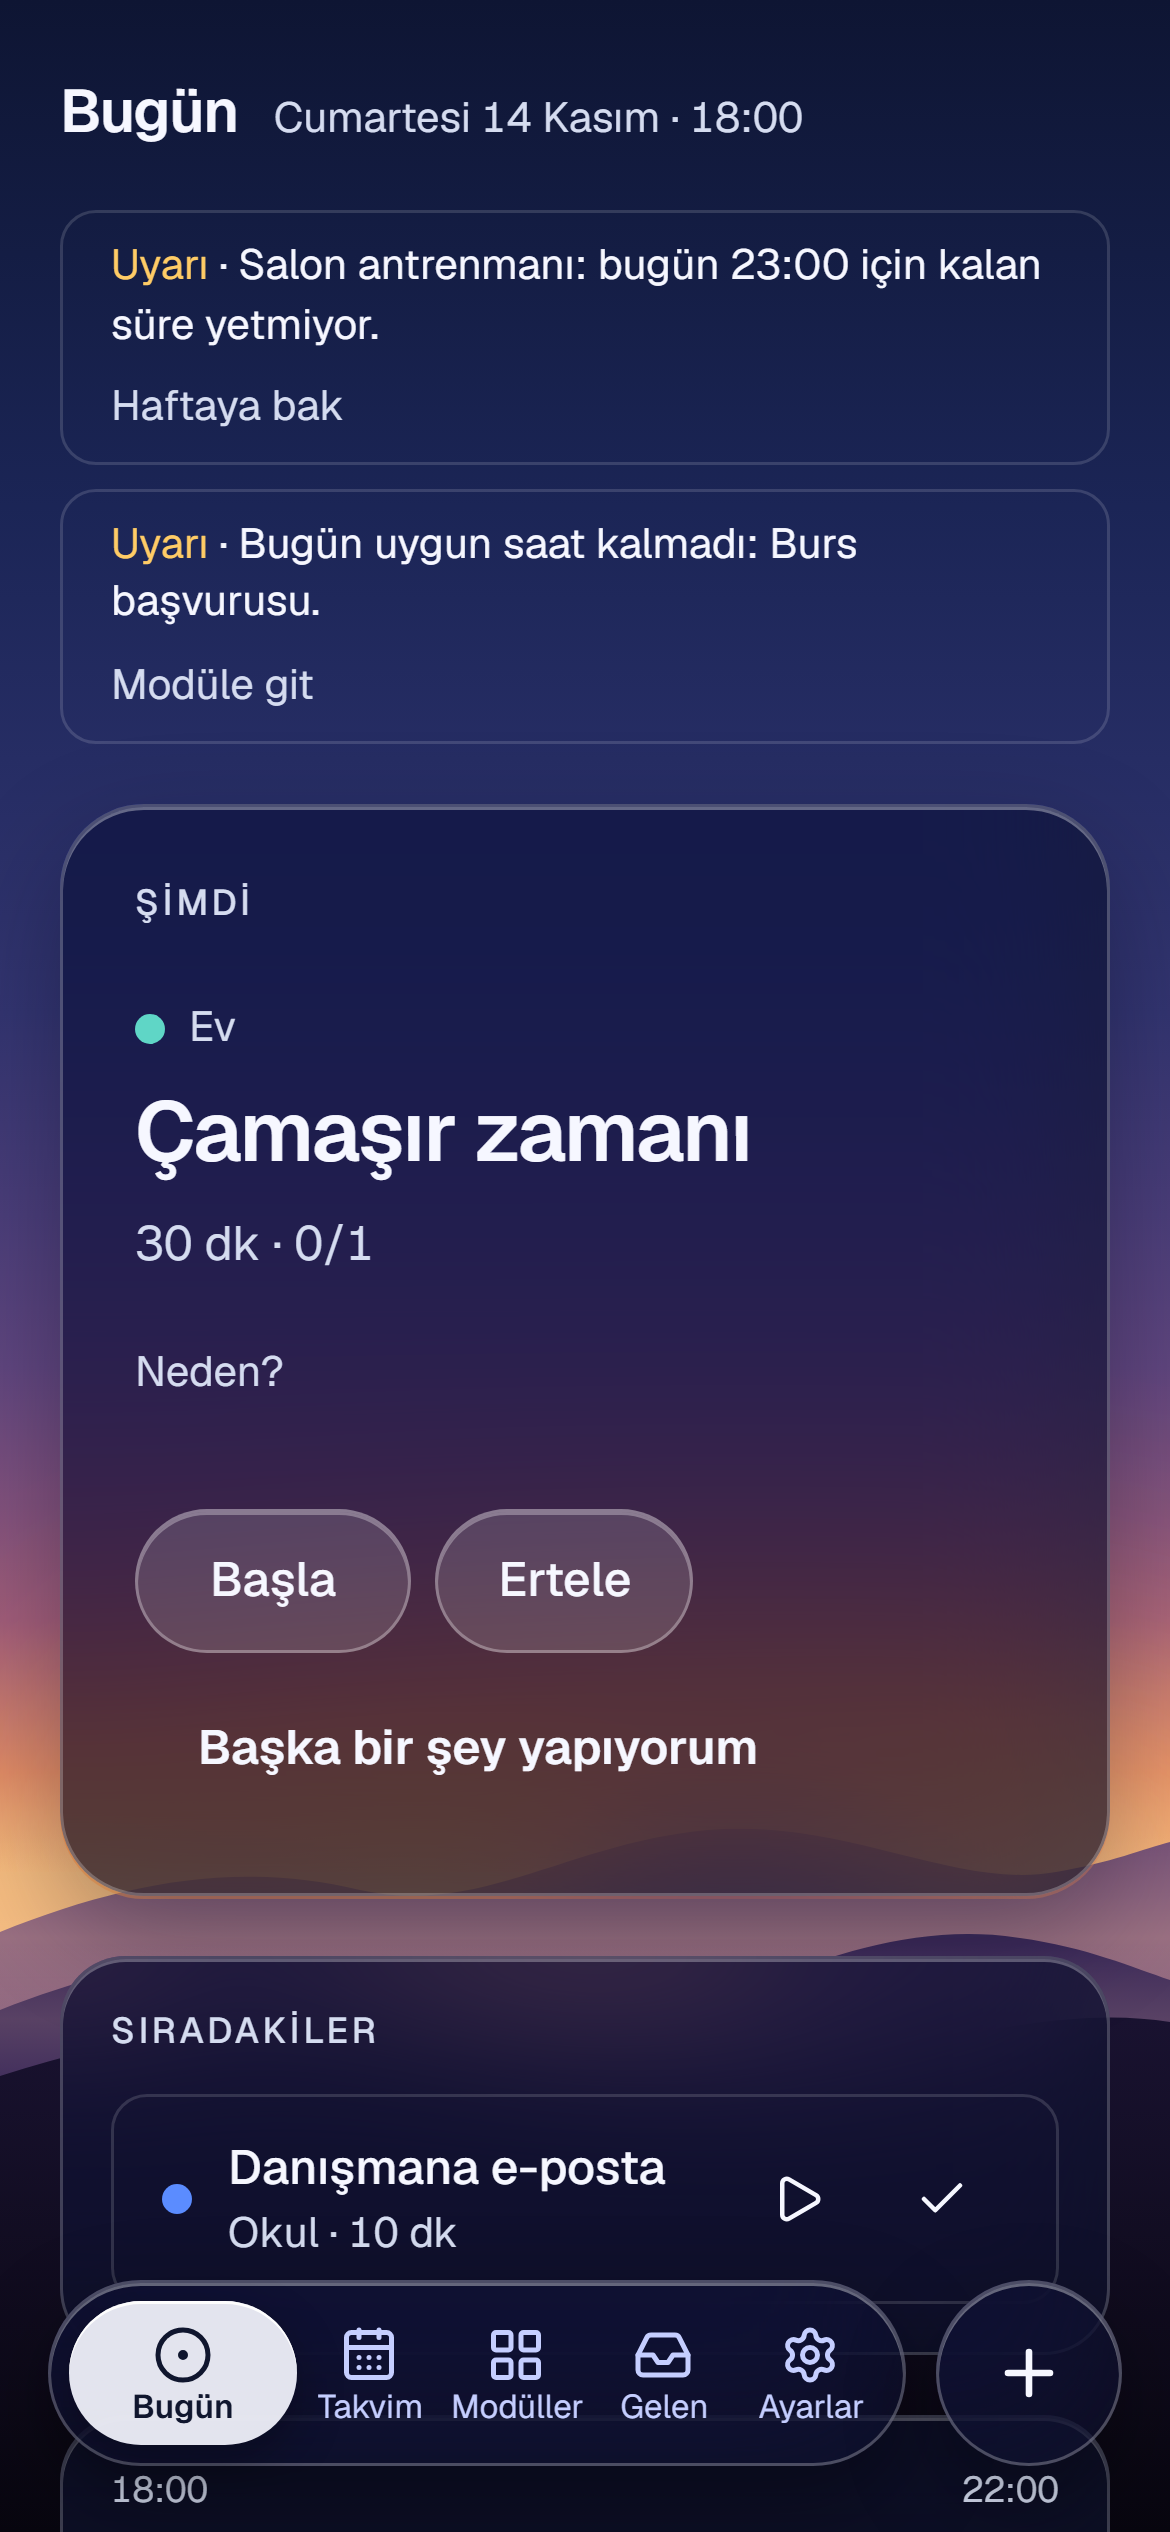 Bugün Cumartesi 14 Kasım · 18:00
Uyarı · Salon antrenmanı: bugün 23:00 için kalan
süre yetmiyor.
Haftaya bak
Uyarı · Bugün uygun saat kalmadı: Burs
başvurusu.
Modüle git
ŞİMDİ
Ev
Çamaşır zamanı
30 dk · 0/1
Neden?
Başla Ertele
Başka bir şey yapıyorum
SIRADAKİLER
Danışmana e-posta
Okul · 10 dk
Bugün Takvim Modüller Gelen Ayarlar
18:00 22:00